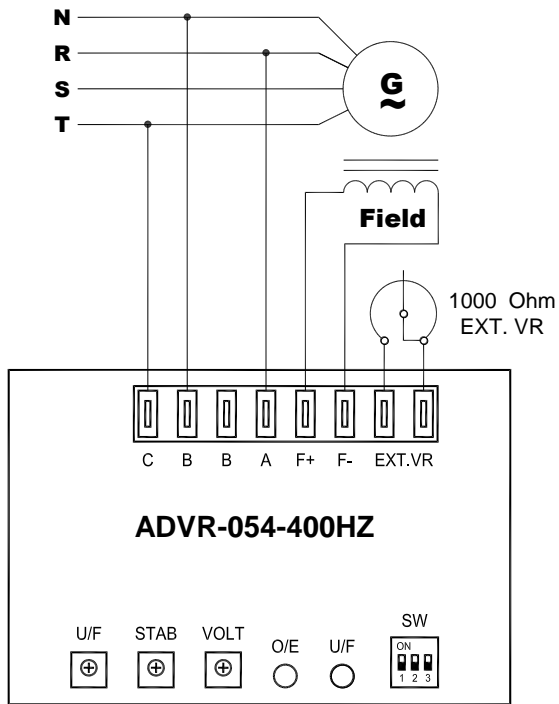 N
R
S
T
G
~
Field
1000 Ohm
EXT. VR
C B B A F+ F- EXT.VR
ADVR-054-400HZ
U/F STAB VOLT O/E U/F SW
ON
1 2 3